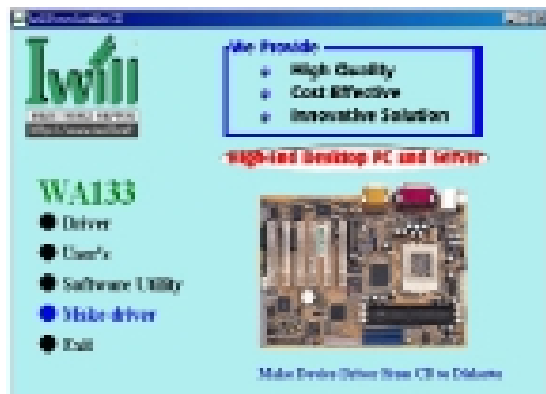 Iwill
We Provide
High Quality
Cost Effective
Innovative Solution
High-End Desktop PC and Server
WA133
Driver
User's
Software Utility
Make-driver
Exit
Make Device Driver from CD to Diskette